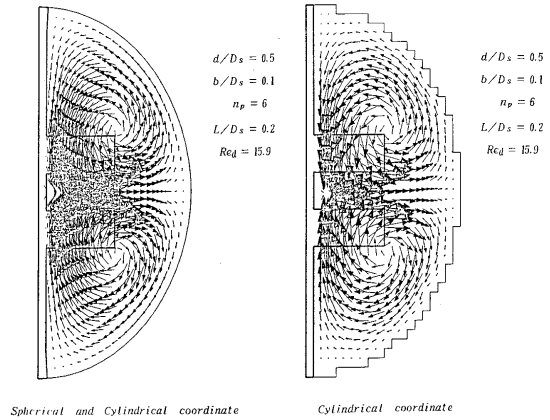 d/Ds = 0.5
b/Ds = 0.1
np = 6
L/Ds = 0.2
Red = 15.9
d/Ds = 0.5
b/Ds = 0.1
np = 6
L/Ds = 0.2
Red = 15.9
Spherical and Cylindrical coordinate
Cylindrical coordinate